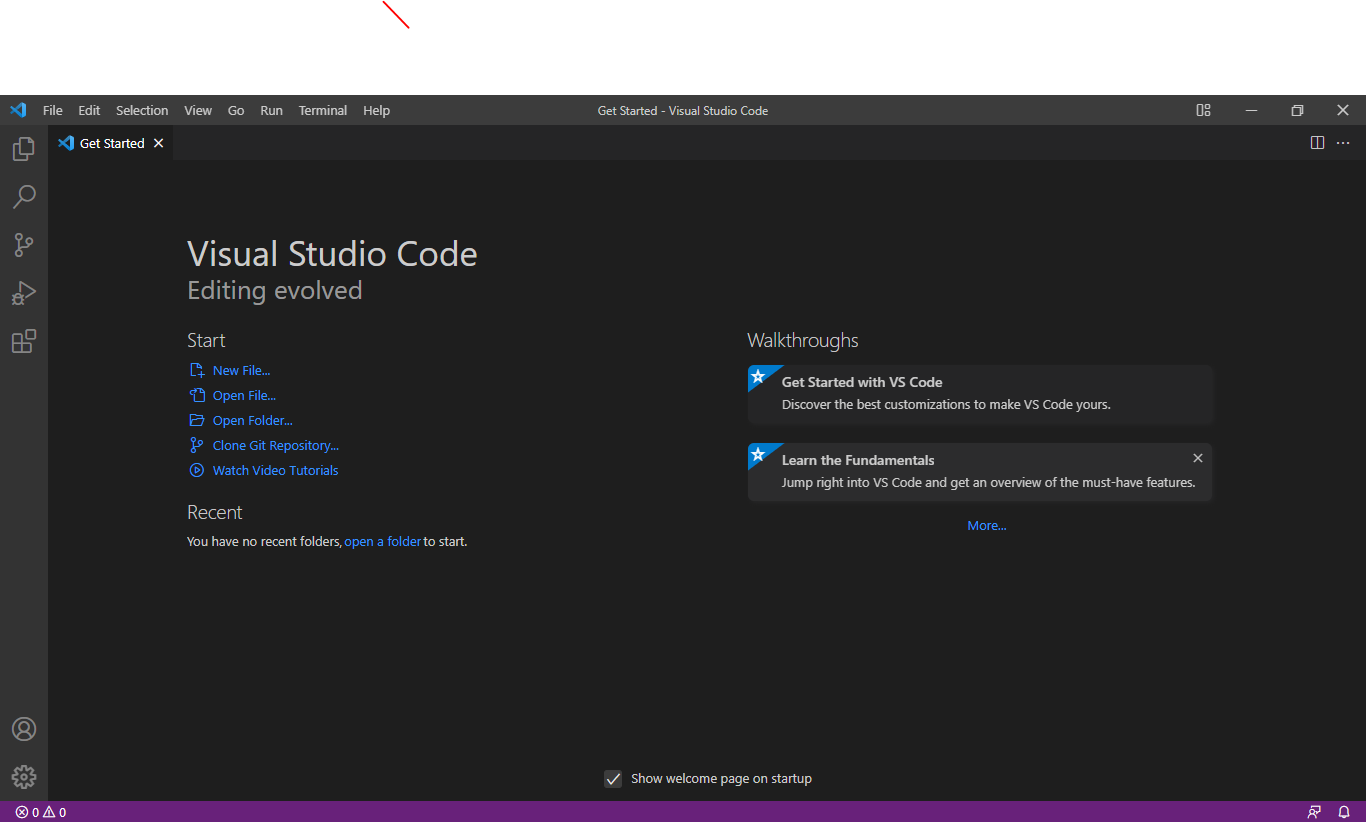 File Edit Selection View Go Run Terminal Help Get Started - Visual Studio Code
Get Started
Visual Studio Code
Editing evolved
Start
New File...
Open File...
Open Folder...
Clone Git Repository...
Watch Video Tutorials
Recent
You have no recent folders, open a folder to start.
Walkthroughs
Get Started with VS Code
Discover the best customizations to make VS Code yours.
Learn the Fundamentals
Jump right into VS Code and get an overview of the must-have features.
More...
Show welcome page on startup
0 0